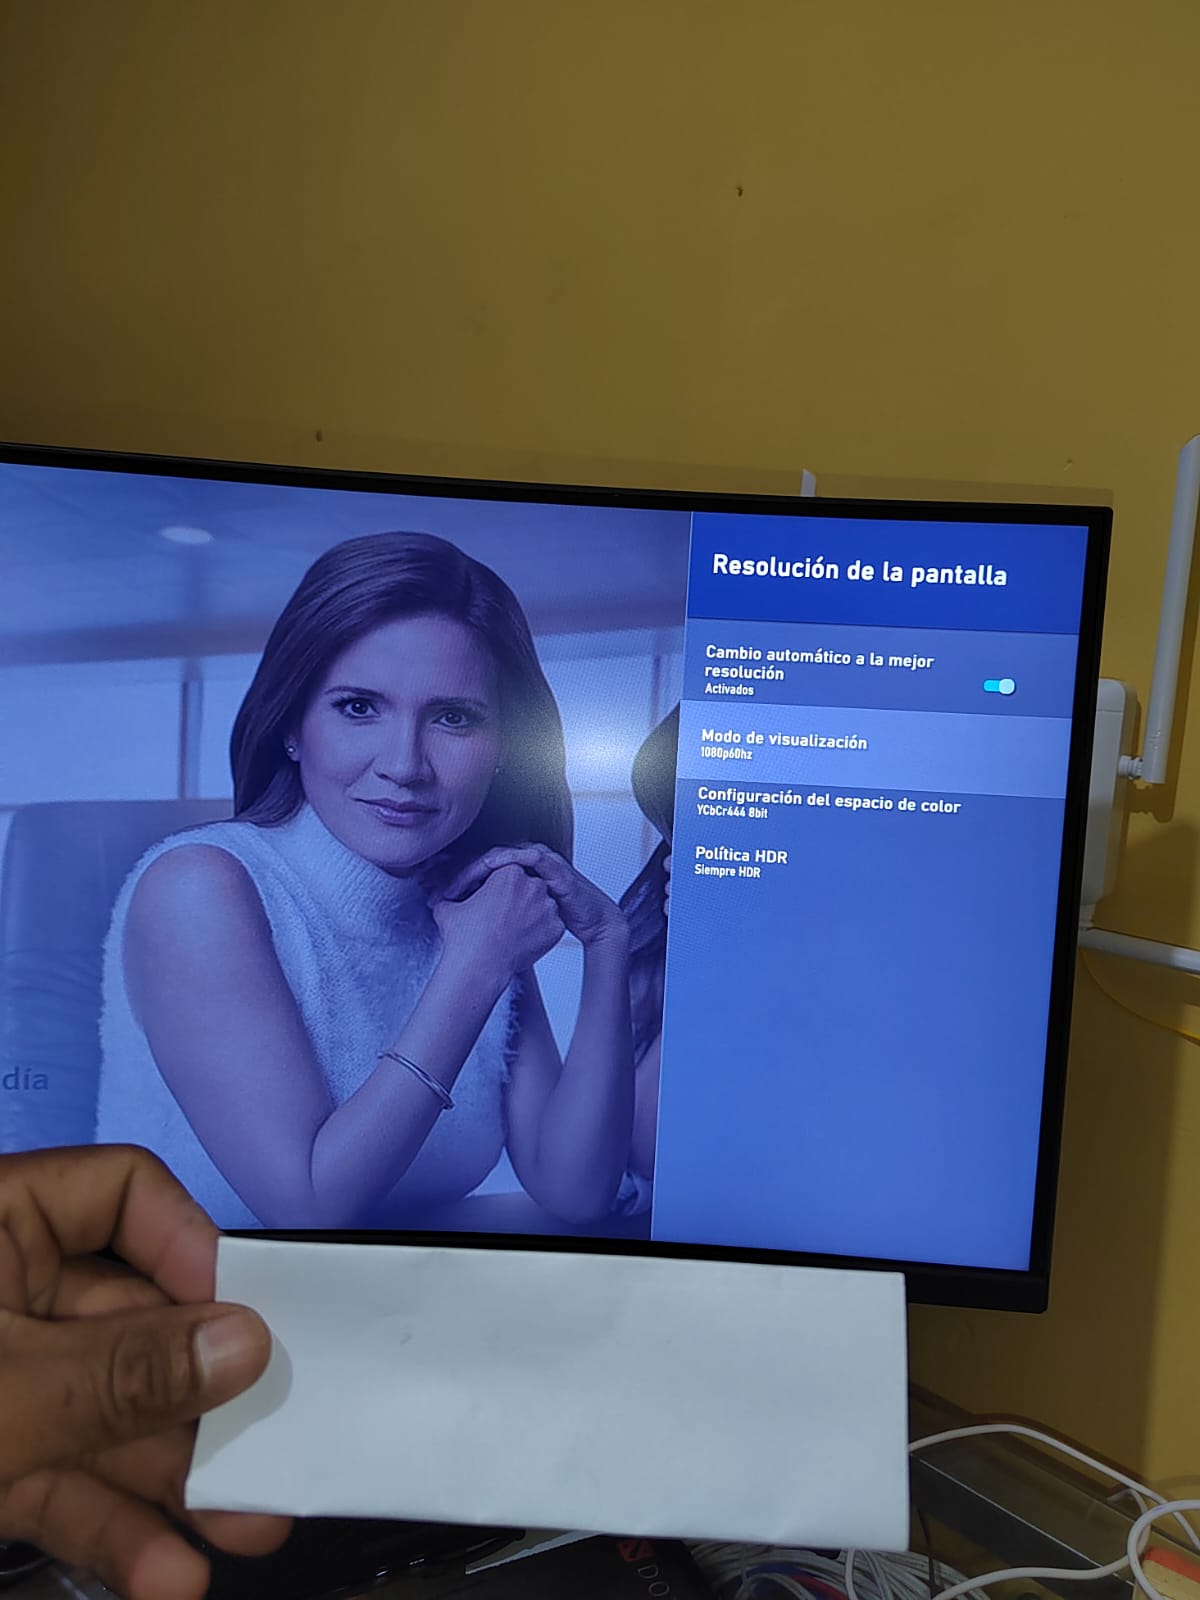 Resolución de la pantalla
Cambio automático a la mejor
resolución
Activados
Modo de visualización
1080p60hz
Configuración del espacio de color
YCbCr444 8bit
Política HDR
Siempre HDR
día